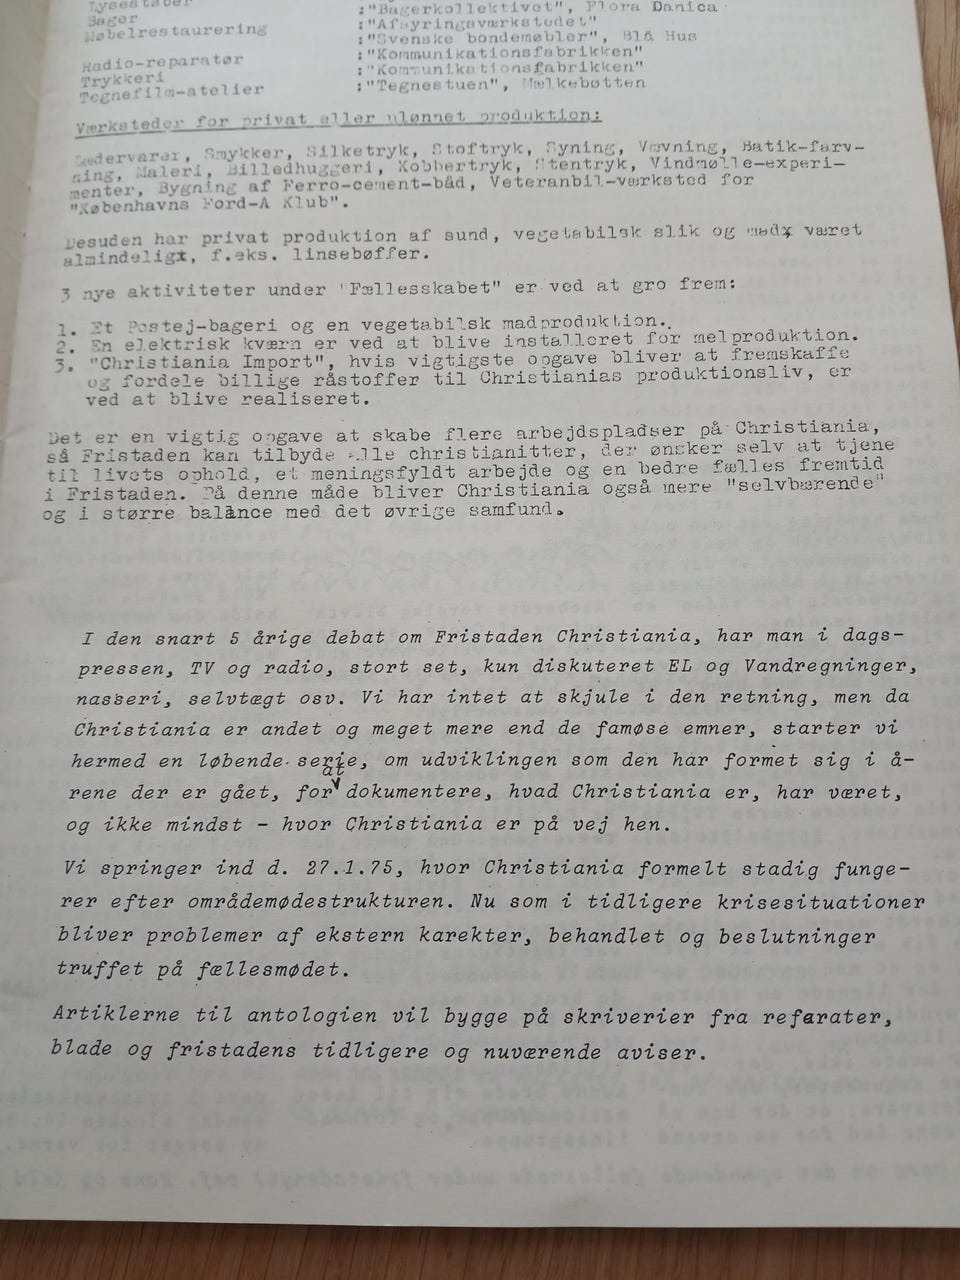 Lysestøber
Bager :"Bagerkollektivet", Flora Danica
Møbelrestaurering :"Afsyringsværkstedet"
:"Svenske bondemøbler", Blå Hus
Radio-reparatør :"Kommunikationsfabrikken"
Trykkeri :"Kommunikationsfabrikken"
Tegnefilm-atelier :"Tegnestuen", Mælkebøtten
Værksteder for privat eller ulønnet produktion:
Lædervarer, Smykker, Silketryk, Stoftryk, Syning, Vævning, Batik-farv-
ning, Maleri, Billedhuggeri, Kobbertryk, Stentryk, Vindmølle-experi-
menter, Bygning af Ferro-cement-båd, Veteranbil-værksted for
"Københavns Ford-A Klub".
Desuden har privat produktion af sund, vegetabilsk slik og mad været
almindeligt, f.eks. linsebøffer.
3 nye aktiviteter under 'Fællesskabet" er ved at gro frem:
1. Et Postej-bageri og en vegetabilsk madproduktion..
2. En elektrisk kværn er ved at blive installeret for melproduktion.
3. "Christiania Import", hvis vigtigste opgave bliver at fremskaffe
og fordele billige råstoffer til Christianias produktionsliv, er
ved at blive realiseret.
Det er en vigtig opgave at skabe flere arbejdspladser på Christiania,
så Fristaden kan tilbyde alle christianitter, der ønsker selv at tjene
til livets ophold, et meningsfyldt arbejde og en bedre fælles fremtid
i Fristaden. På denne måde bliver Christiania også mere "selvbærende"
og i større balance med det øvrige samfund.
I den snart 5 årige debat om Fristaden Christiania, har man i dags-
pressen, TV og radio, stort set, kun diskuteret EL og Vandregninger,
nasseri, selvtægt osv. Vi har intet at skjule i den retning, men da
Christiania er andet og meget mere end de famøse emner, starter vi
hermed en løbende serie, om udviklingen som den har formet sig i å-
rene der er gået, for at dokumentere, hvad Christiania er, har været,
og ikke mindst - hvor Christiania er på vej hen.
Vi springer ind d. 27.1.75, hvor Christiania formelt stadig funge-
rer efter områdemødestrukturen. Nu som i tidligere krisesituationer
bliver problemer af ekstern karekter, behandlet og beslutninger
truffet på fællesmødet.
Artiklerne til antologien vil bygge på skriverier fra referater,
blade og fristadens tidligere og nuværende aviser.